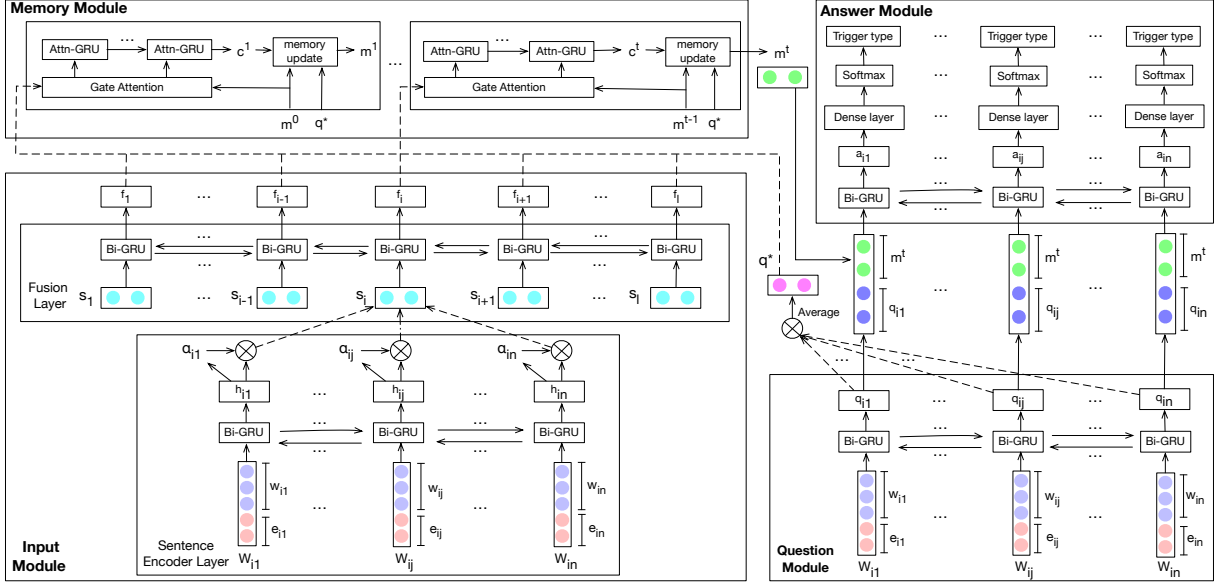 Memory Module
... ...
Attn-GRU Attn-GRU c1 memory update m1
Gate Attention
m0 q*
...
Attn-GRU Attn-GRU ct memory update mt
Gate Attention
mt-1 q*
Answer Module
Trigger type ... Trigger type ... Trigger type
Softmax ... Softmax ... Softmax
Dense layer ... Dense layer ... Dense layer
ai1 ... aij ... ain
Bi-GRU ... ... Bi-GRU ... ... Bi-GRU
f1 ... fi-1 fi fi+1 ... fl
Bi-GRU ... ... Bi-GRU Bi-GRU Bi-GRU ... ... Bi-GRU
Fusion Layer
s1 ... si-1 si si+1 ... sl
αi1 αij αin
hi1 ... hij ... hin
Bi-GRU ... ... Bi-GRU ... ... Bi-GRU
wi1 ... wij ... win
ei1 eij ein
Wi1 Wij Win
Sentence Encoder Layer
Input Module
q*
Average
mt ... mt ... mt
qi1 qij qin
... ...
qi1 ... qij ... qin
Bi-GRU ... ... Bi-GRU ... ... Bi-GRU
wi1 ... wij ... win
ei1 eij ein
Wi1 Wij Win
Question Module